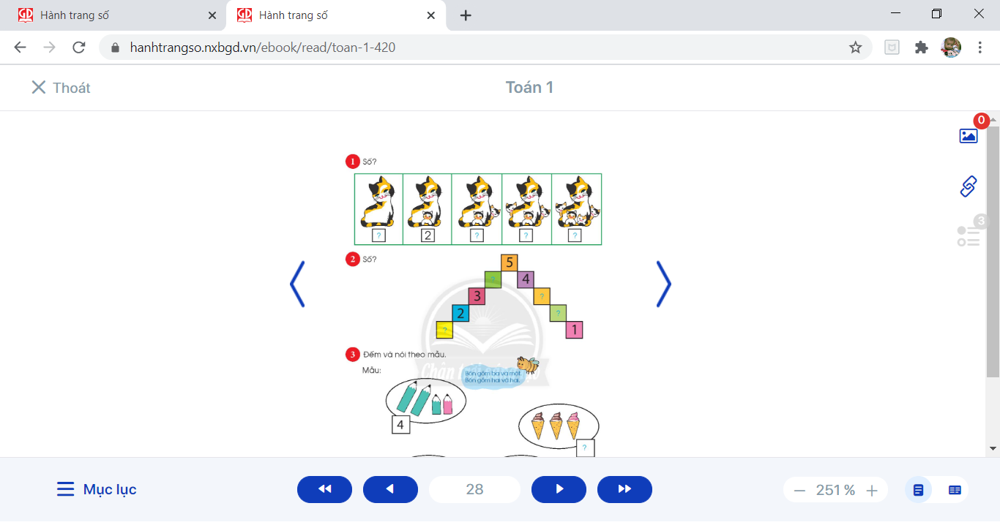 Hành trang số
Hành trang số
hanhtrangso.nxbgd.vn/ebook/read/toan-1-420
Thoát
Toán 1
0
3
1 Số?
? 2 ? ? ?
2 Số?
5
? 4
3 ?
2 ?
? 1
3 Đếm và nói theo mẫu.
Mẫu:
Bốn gồm ba và một.
Bốn gồm hai và hai.
4
?
Mục lục
28
251 %